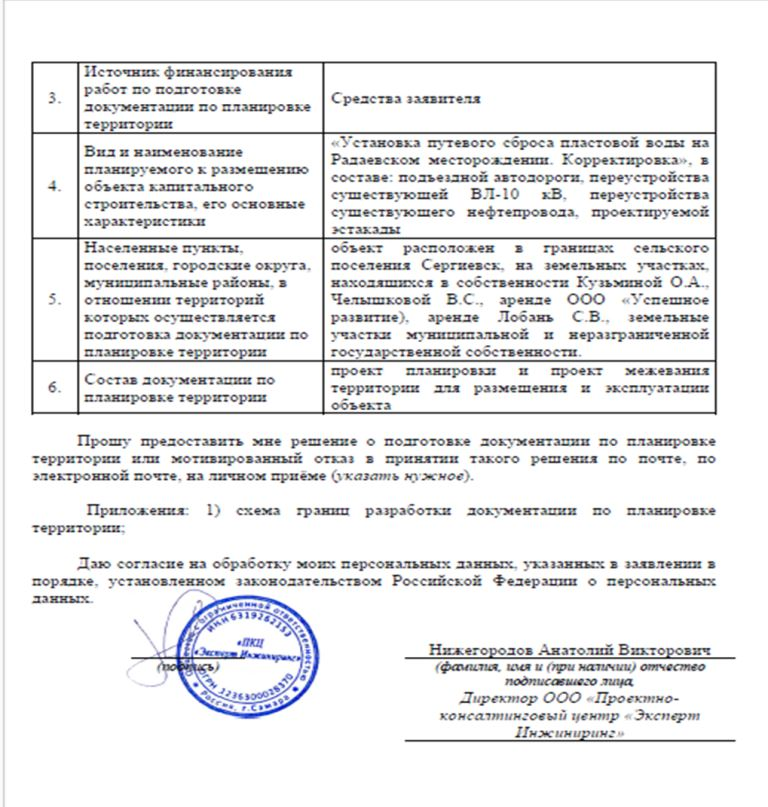 3.
Источник финансирования
работ по подготовке
документации по планировке
территории
Средства заявителя
4.
Вид и наименование
планируемого к размещению
объекта капитального
строительства, его основные
характеристики
«Установка путевого сброса пластовой воды на
Радаевском месторождении. Корректировка», в
составе: подъездной автодороги, переустройства
существующей ВЛ-10 кВ, переустройства
существующего нефтепровода, проектируемой
эстакады
5.
Населенные пункты,
поселения, городские округа,
муниципальные районы, в
отношении территорий
которых осуществляется
подготовка документации по
планировке территории
объект расположен в границах сельского
поселения Сергиевск, на земельных участках,
находящихся в собственности Кузьминой О.А.,
Челышковой В.С., аренде ООО «Успешное
развитие), аренде Лобань С.В., земельные
участки муниципальной и неразграниченной
государственной собственности.
6.
Состав документации по
планировке территории
проект планировки и проект межевания
территории для размещения и эксплуатации
объекта
Прошу предоставить мне решение о подготовке документации по планировке
территории или мотивированный отказ в принятии такого решения по почте, по
электронной почте, на личном приёме (указать нужное).
Приложения: 1) схема границ разработки документации по планировке
территории;
Даю согласие на обработку моих персональных данных, указанных в заявлении в
порядке, установленном законодательством Российской Федерации о персональных
данных.
Общество с ограниченной ответственностью
ИНН 6319262153
«ПКЦ
«Эксперт Инжиниринг»
ОГРН 1236300028370
Россия, г.Самара
(подпись)
Нижегородов Анатолий Викторович
(фамилия, имя и (при наличии) отчество
подписавшего лица,
Директор ООО «Проектно-
консалтинговый центр «Эксперт
Инжиниринг»